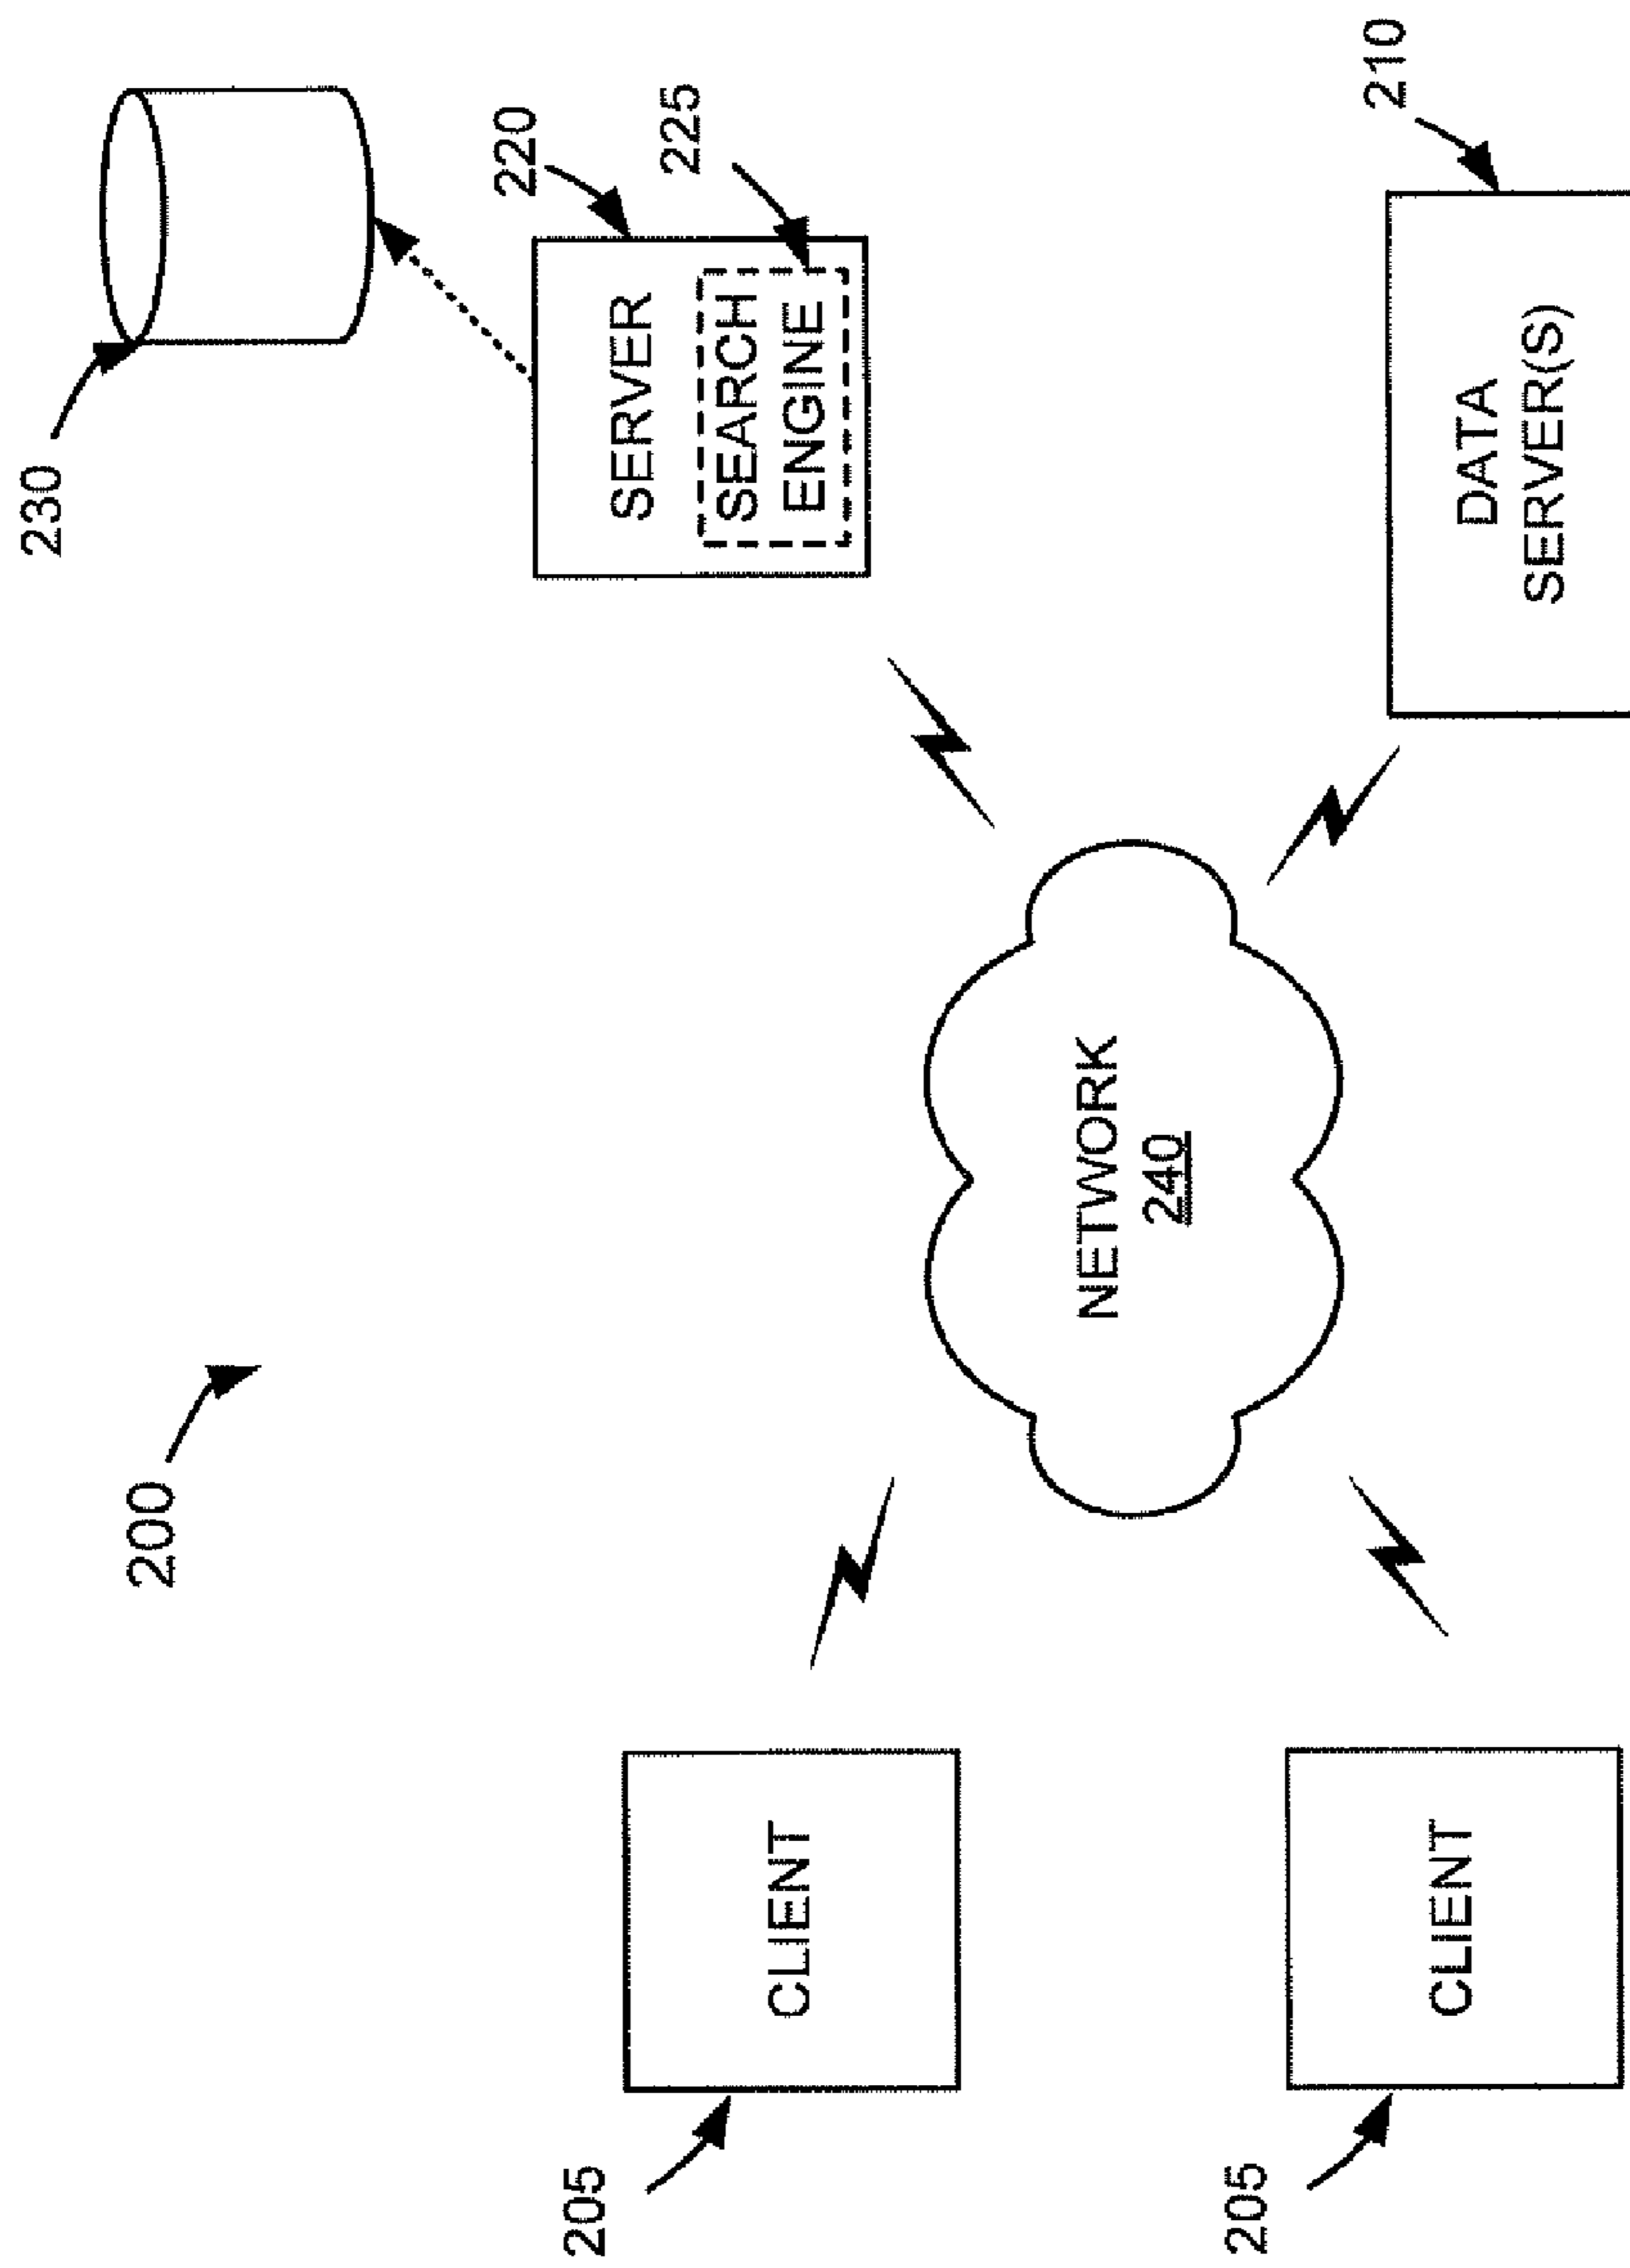 230
200
220
205
SERVER
225
SEARCH
ENGINE
CLIENT
NETWORK
240
205
210
CLIENT
DATA
SERVER(S)